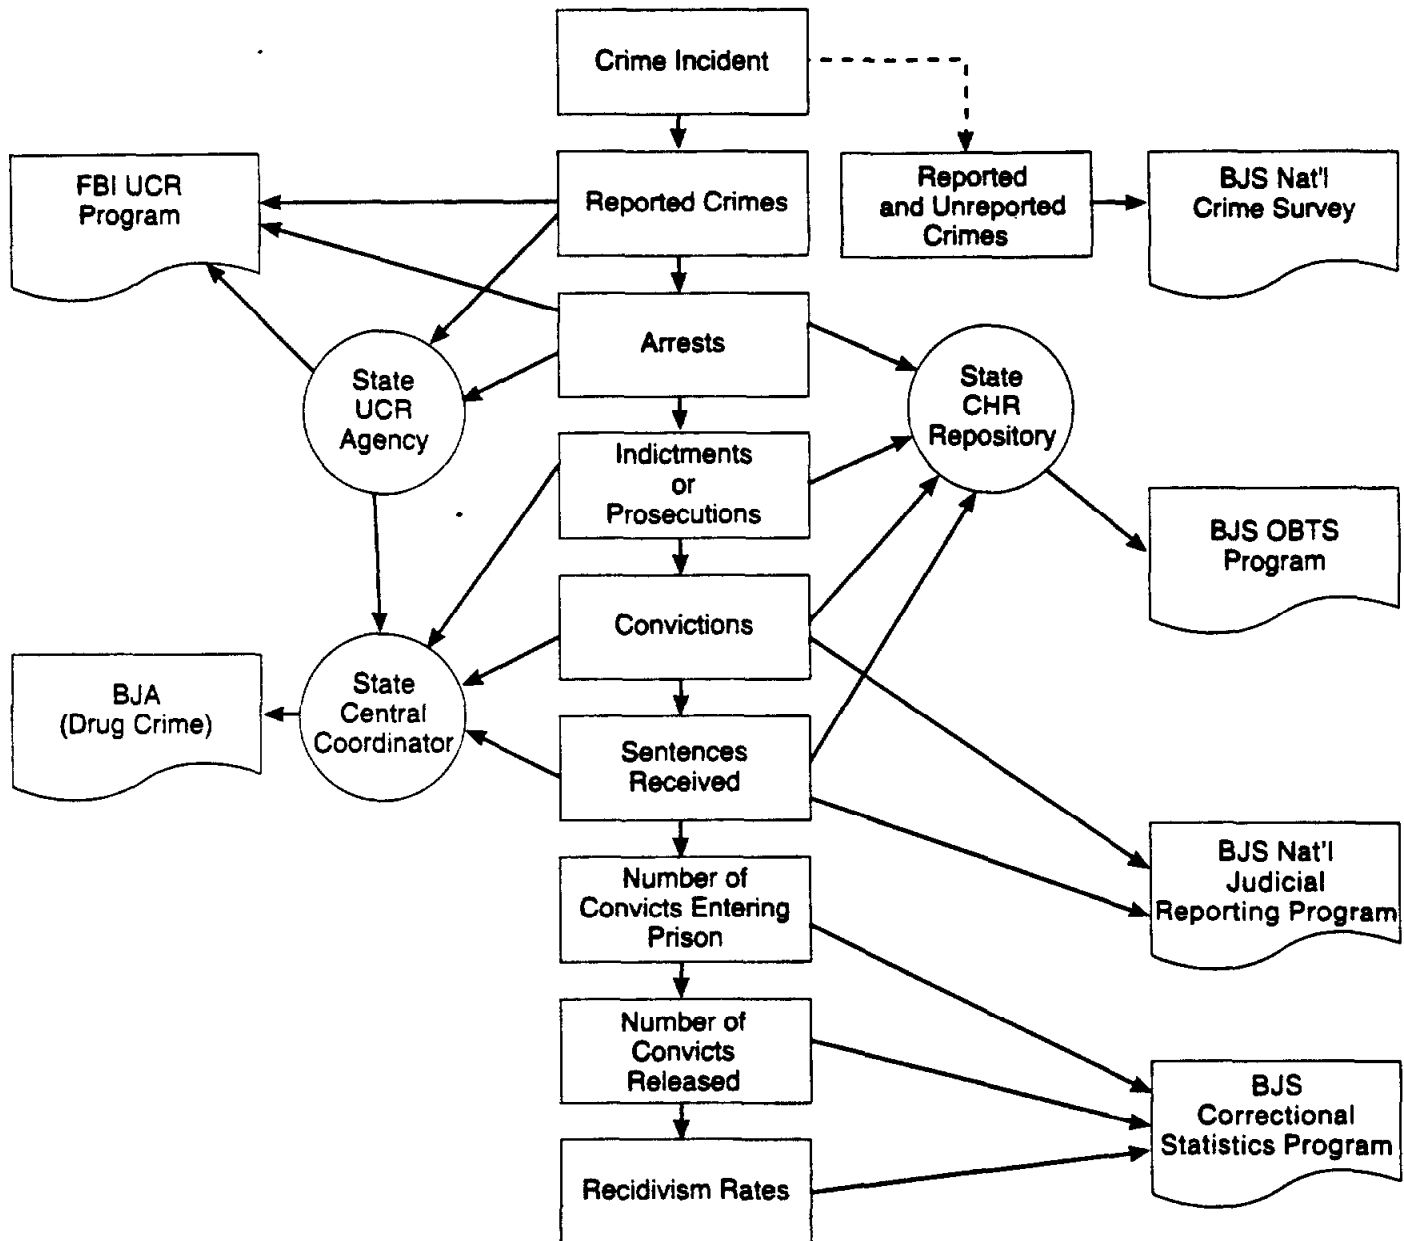 Crime Incident
FBI UCR
Program
Reported Crimes
Reported
and Unreported
Crimes
BJS Nat'l
Crime Survey
Arrests
State
UCR
Agency
State
CHR
Repository
Indictments
or
Prosecutions
BJS OBTS
Program
Convictions
BJA
(Drug Crime)
State
Central
Coordinator
Sentences
Received
Number of
Convicts Entering
Prison
BJS Nat'l
Judicial
Reporting Program
Number of
Convicts
Released
BJS
Correctional
Statistics Program
Recidivism Rates